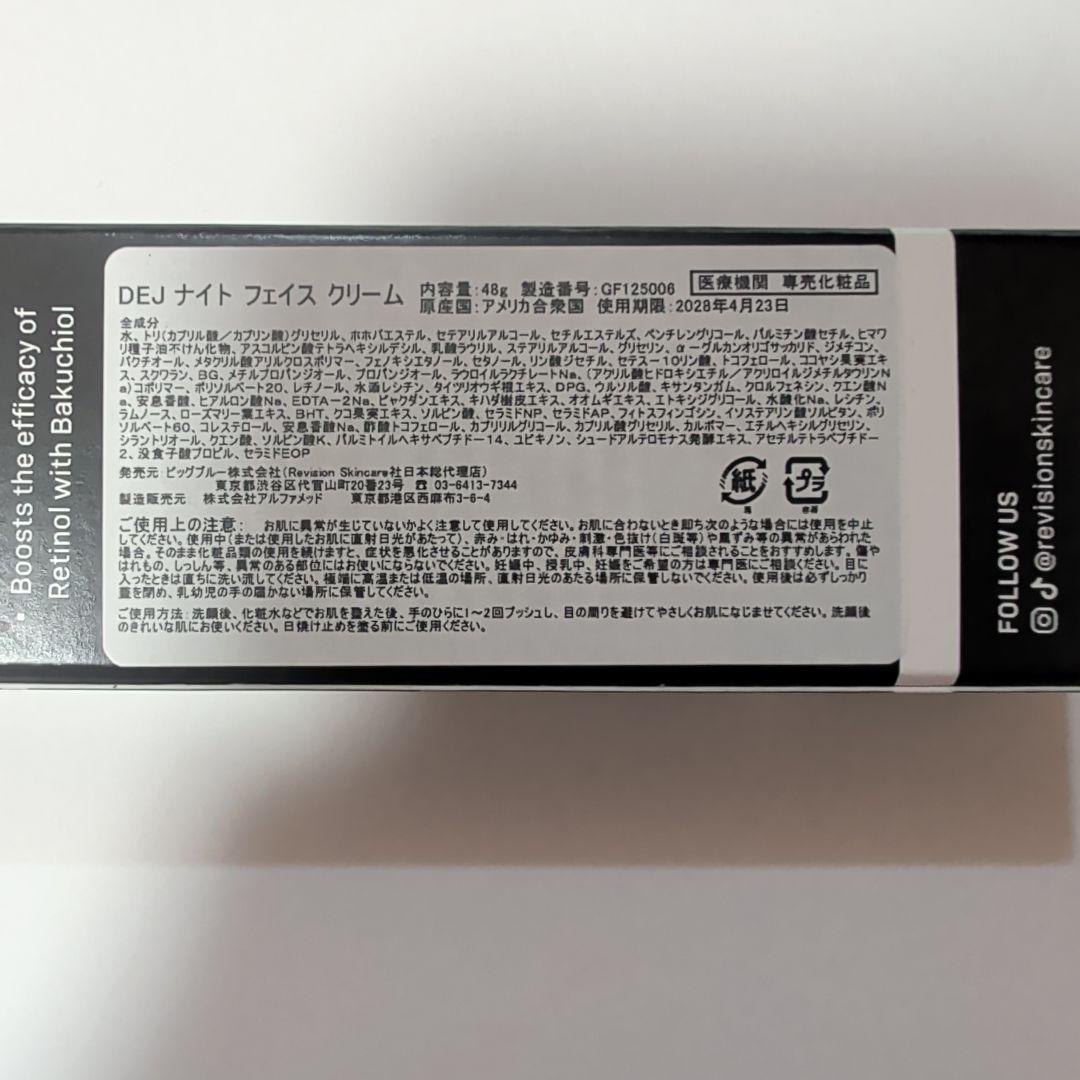 • Boosts the efficacy of
Retinol with Bakuchiol
DEJ ナイト フェイス クリーム
内容量:48g 製造番号:GF125006
医療機関 専売化粧品
原産国:アメリカ合衆国 使用期限:2028年4月23日
全成分
水、トリ(カプリル酸/カプリン酸)グリセリル、ホホバエステル、セテアリルアルコール、セチルエステルズ、ペンチレングリコール、パルミチン酸セチル、ヒマワ
リ種子油不けん化物、アスコルビン酸テトラヘキシルデシル、乳酸ラウリル、ステアリルアルコール、グリセリン、α-グルカンオリゴサッカリド、ジメチコン、
バクチオール、メタクリル酸アリルクロスポリマー、フェノキシエタノール、セタノール、リン酸ジセチル、セテス-10リン酸、トコフェロール、ココヤシ果実エキ
ス、スクワラン、BG、メチルプロパンジオール、プロパンジオール、ラウロイルラクチレートNa、(アクリル酸ヒドロキシエチル/アクリロイルジメチルタウリンN
a)コポリマー、ポリソルベート20、レチノール、水添レシチン、タイツリオウギ根エキス、DPG、ウルソル酸、キサンタンガム、クロルフェネシン、クエン酸N
a、安息香酸、ヒアルロン酸Na、EDTA-2Na、ビャクダンエキス、キハダ樹皮エキス、オオムギエキス、エトキシジグリコール、水酸化Na、レシチン、
ラムノース、ローズマリー葉エキス、BHT、クコ果実エキス、ソルビン酸、セラミドNP、セラミドAP、フィトスフィンゴシン、イソステアリン酸ソルビタン、ポリ
ソルベート60、コレステロール、安息香酸Na、酢酸トコフェロール、カプリリルグリコール、カプリル酸グリセリル、カルボマー、エチルヘキシルグリセリン、
シラントリオール、クエン酸、ソルビン酸K、パルミトイルヘキサペプチド-14、ユビキノン、シュードアルテロモナス発酵エキス、アセチルテトラペプチド-
2、没食子酸プロピル、セラミドEOP
発売元:ビッグブルー株式会社(Revision Skincare社日本総代理店)
東京都渋谷区代官山町20番23号 ☎ 03-6413-7344
製造販売元 株式会社アルファメッド 東京都港区西麻布3-6-4
紙
プラ
ご使用上の注意: お肌に異常が生じていないかよく注意して使用してください。お肌に合わないとき即ち次のような場合には使用を中止
してください。使用中(または使用したお肌に直射日光があたって)、赤み・はれ・かゆみ・刺激・色抜け(白斑等)や黒ずみ等の異常があらわれた
場合。そのまま化粧品類の使用を続けますと、症状を悪化させることがありますので、皮膚科専門医等にご相談されることをおすすめします。傷や
はれもの、しっしん等、異常のある部位にはお使いにならないでください。妊娠中、授乳中、妊娠をご希望の方は専門医にご相談ください。目に
入ったときは直ちに洗い流してください。極端に高温または低温の場所、直射日光のあたる場所に保管しないでください。使用後は必ずしっかり
蓋を閉め、乳幼児の手の届かない場所に保管してください。
ご使用方法:洗顔後、化粧水などでお肌を整えた後、手のひらに1〜2回プッシュし、目の周りを避けてやさしくお肌になじませてください。洗顔後
のきれいな肌にお使いください。日焼け止めを塗る前にご使用ください。
FOLLOW US
@revisionskincare